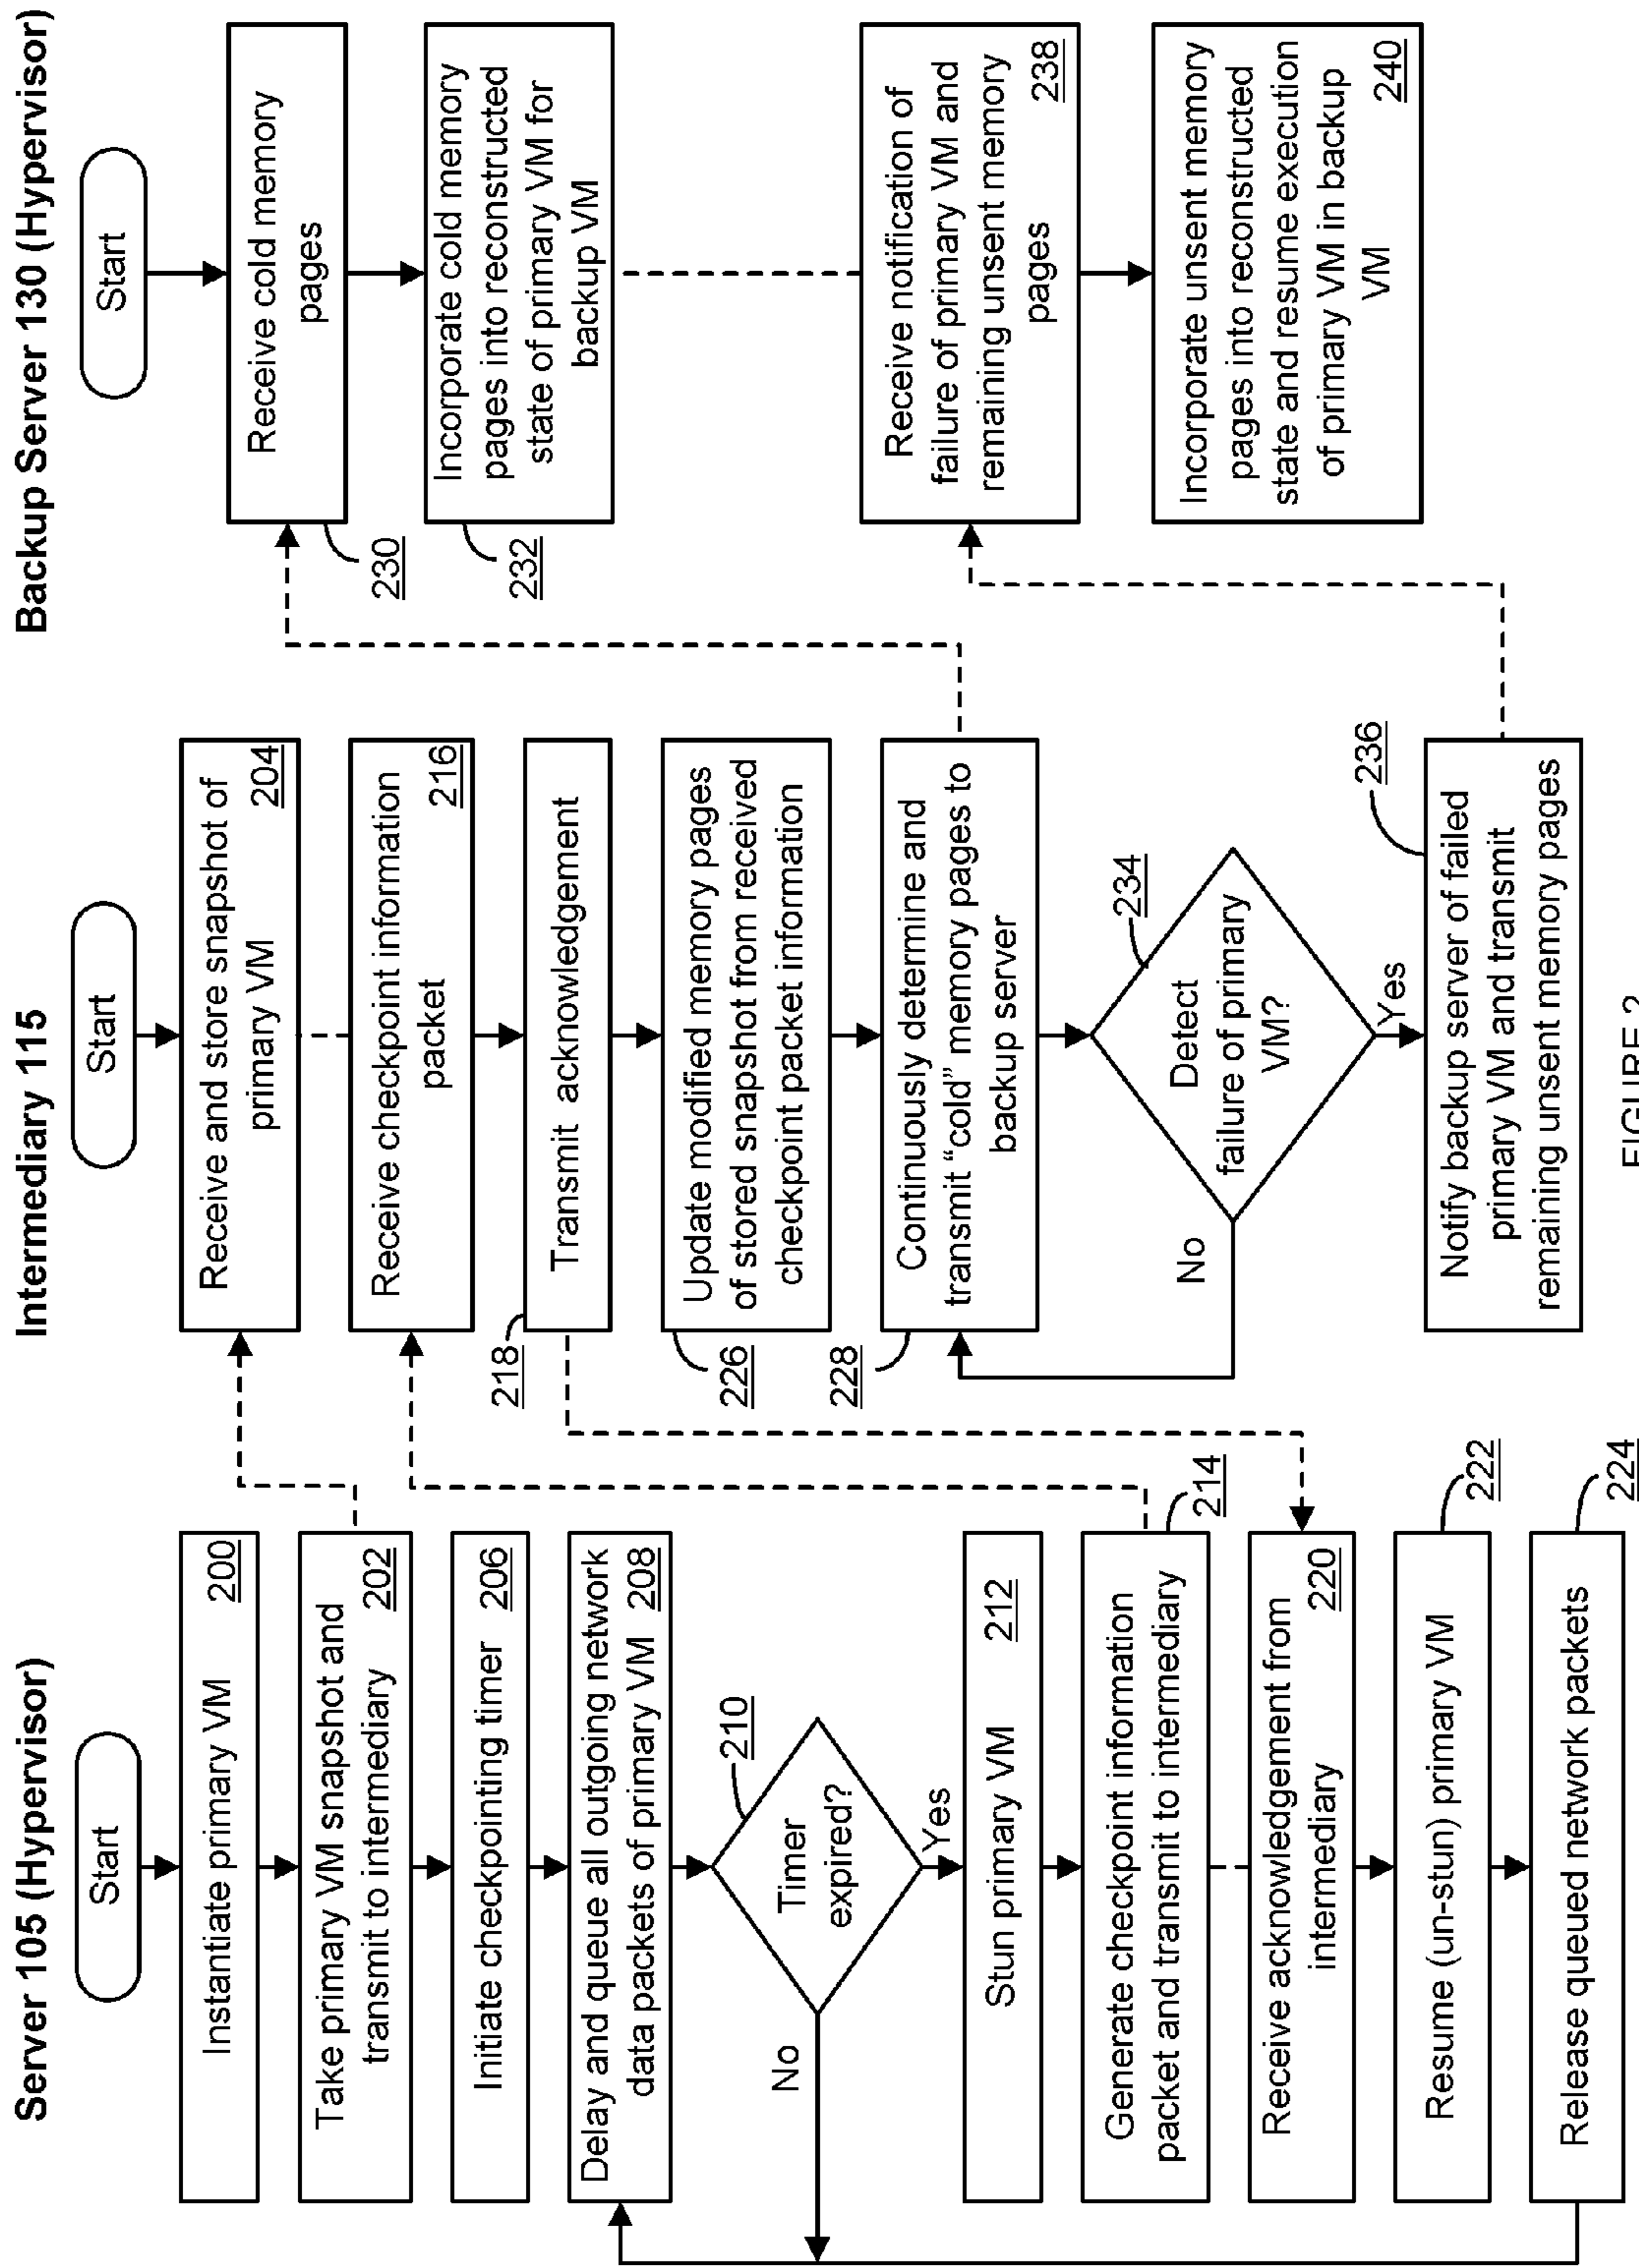 Server 105 (Hypervisor)
Start
Instantiate primary VM 200
Take primary VM snapshot and
transmit to intermediary 202
Initiate checkpointing timer 206
Delay and queue all outgoing network
data packets of primary VM 208
210
Timer
expired?
No
Yes
Stun primary VM 212
Generate checkpoint information
packet and transmit to intermediary
214
Receive acknowledgement from
intermediary 220
Resume (un-stun) primary VM
222
Release queued network packets
224
Intermediary 115
Start
Receive and store snapshot of
primary VM 204
Receive checkpoint information
packet 216
Transmit acknowledgement
218
Update modified memory pages
of stored snapshot from received
checkpoint packet information
226
Continuously determine and
transmit “cold” memory pages to
backup server
228
234
Detect
failure of primary
VM?
No
Yes
236
Notify backup server of failed
primary VM and transmit
remaining unsent memory pages
Backup Server 130 (Hypervisor)
Start
Receive cold memory
pages
230
Incorporate cold memory
pages into reconstructed
state of primary VM for
backup VM
232
Receive notification of
failure of primary VM and
remaining unsent memory
pages 238
Incorporate unsent memory
pages into reconstructed
state and resume execution
of primary VM in backup
VM 240
FIGURE 2